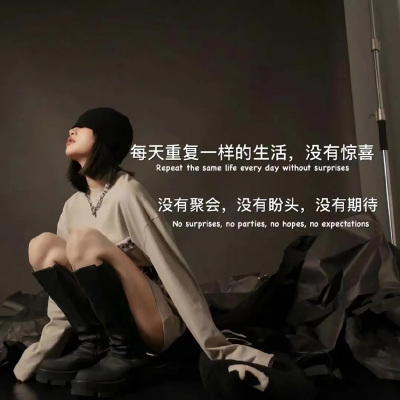 每天重复一样的生活，没有惊喜
Repeat the same life every day without surprises
没有聚会，没有盼头，没有期待
No surprises, no parties, no hopes, no expectations